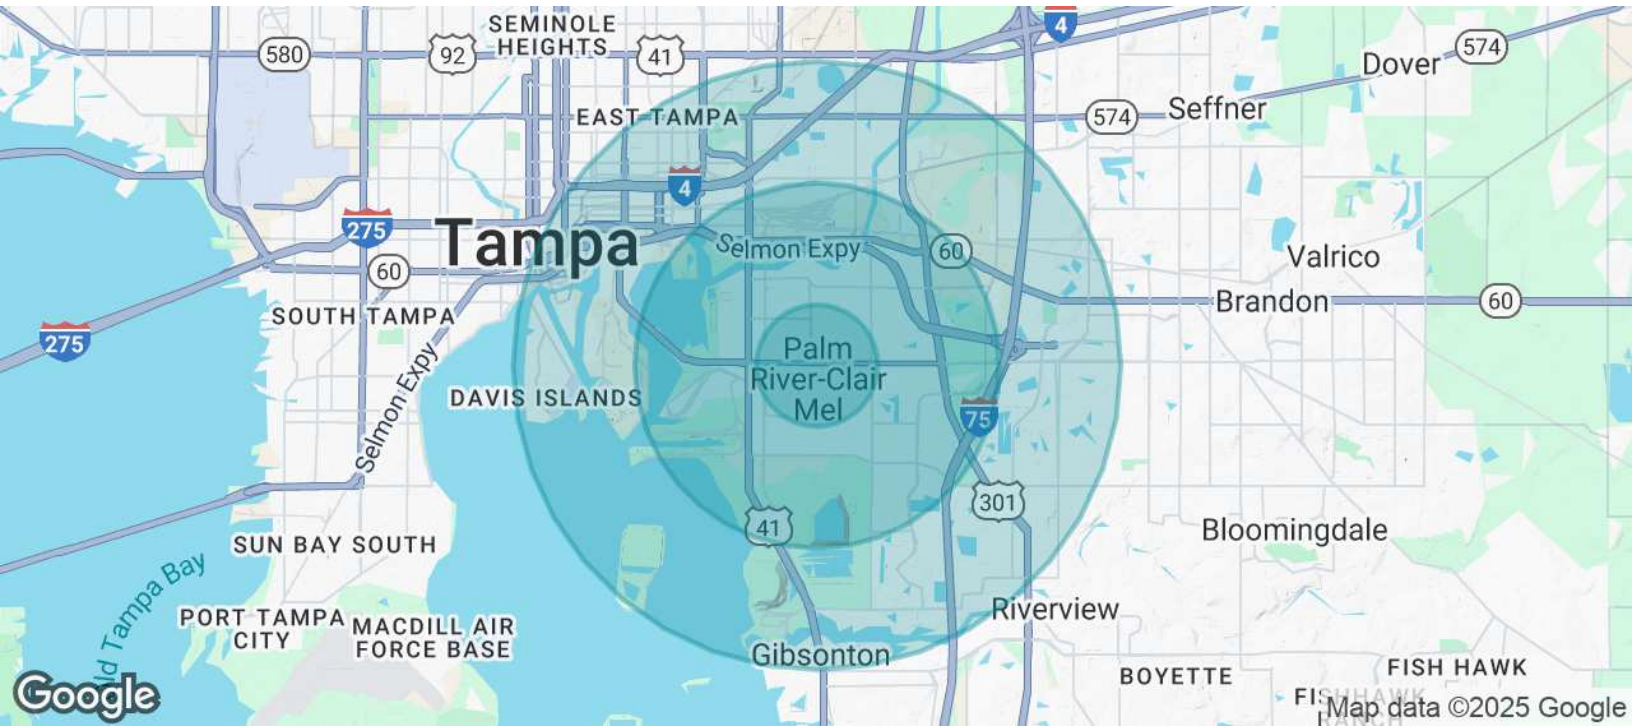 SEMINOLE
HEIGHTS
580
92
41
4
574
Dover
EAST TAMPA
574
Seffner
4
275
Tampa
60
Selmon Expy
60
Valrico
SOUTH TAMPA
Brandon
60
275
Palm
River-Clair
Mel
Selmon Expy
DAVIS ISLANDS
75
301
41
Bloomingdale
SUN BAY SOUTH
ld Tampa Bay
PORT TAMPA
CITY
MACDILL AIR
FORCE BASE
Riverview
Gibsonton
BOYETTE
FISH HAWK
FISHHAWK
RANCH
Google
Map data ©2025 Google